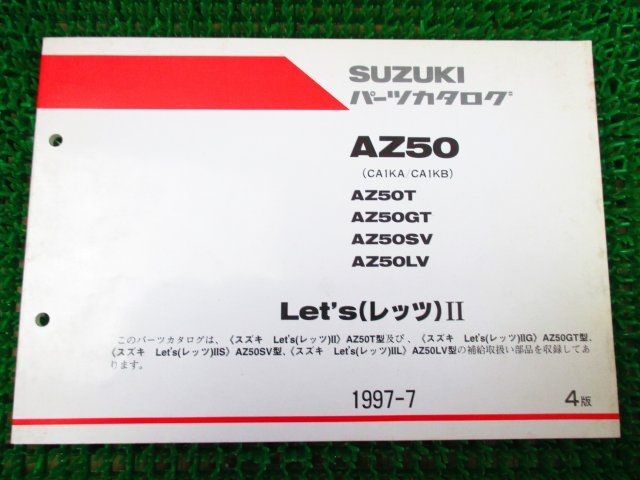 SUZUKI
パーツカタログ
AZ50
(CA1KA/CA1KB)
AZ50T
AZ50GT
AZ50SV
AZ50LV
Let's(レッツ)II
このパーツカタログは、《スズキ Let's(レッツ)II》AZ50T型及び、《スズキ Let's(レッツ)IIG》AZ50GT型、
《スズキ Let's(レッツ)IIS》AZ50SV型、《スズキ Let's(レッツ)IIL》AZ50LV型の補給取扱い部品を収録してあ
ります。
1997-7 4版